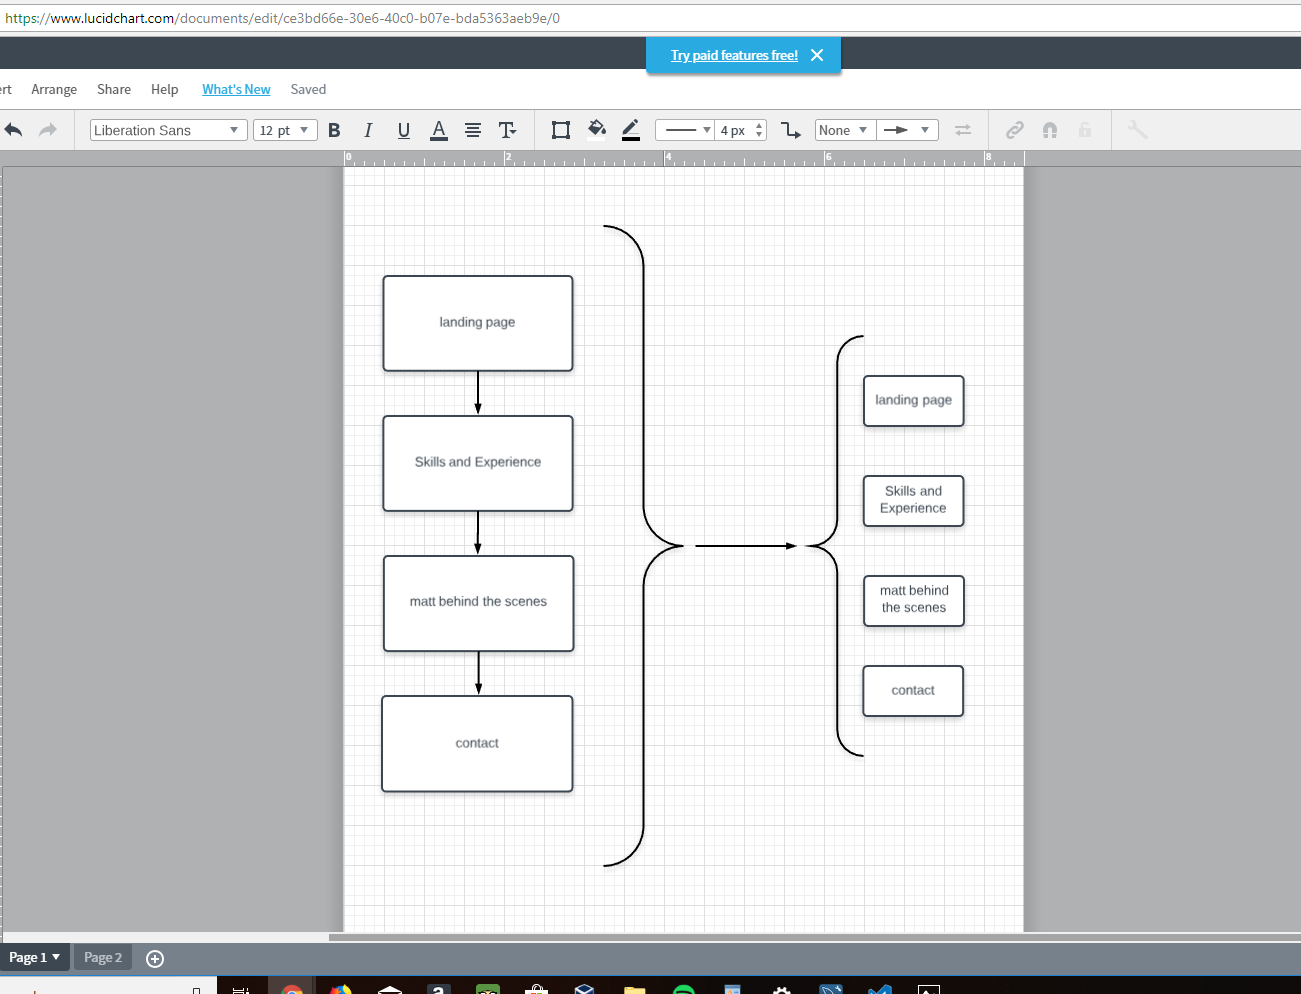 https://www.lucidchart.com/documents/edit/ce3bd66e-30e6-40c0-b07e-bda5363aeb9e/0
Try paid features free!
rt Arrange Share Help What's New Saved
Liberation Sans 12 pt B I U A T 4 px None
0 2 4 6 8
landing page
Skills and Experience
matt behind the scenes
contact
landing page
Skills and
Experience
matt behind
the scenes
contact
Page 1 Page 2